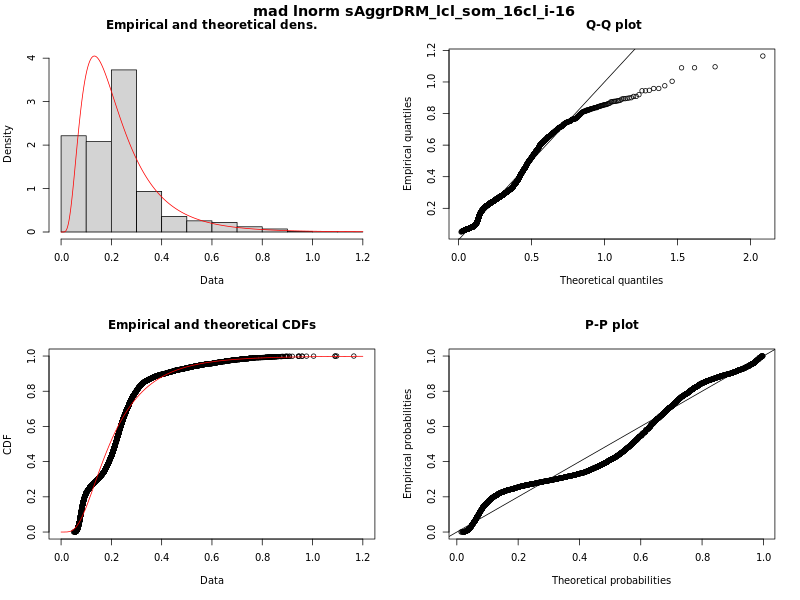 mad lnorm sAggrDRM_lcl_som_16cl_i-16
Empirical and theoretical dens.
Density
0 1 2 3 4
0.0 0.2 0.4 0.6 0.8 1.0 1.2
Data
Q-Q plot
Empirical quantiles
0.2 0.4 0.6 0.8 1.0 1.2
0.0 0.5 1.0 1.5 2.0
Theoretical quantiles
Empirical and theoretical CDFs
CDF
0.0 0.2 0.4 0.6 0.8 1.0
0.0 0.2 0.4 0.6 0.8 1.0 1.2
Data
P-P plot
Empirical probabilities
0.0 0.2 0.4 0.6 0.8 1.0
0.0 0.2 0.4 0.6 0.8 1.0
Theoretical probabilities